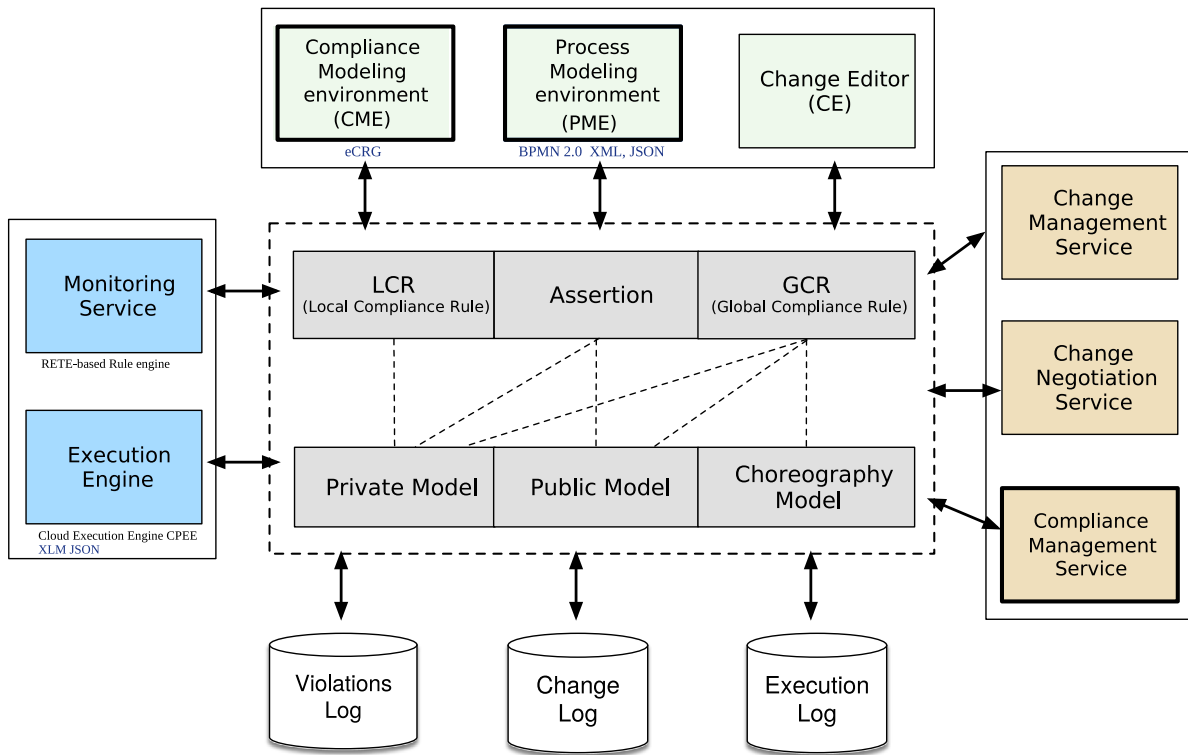 Compliance
Modeling
environment
(CME)
eCRG
Process
Modeling
environment
(PME)
BPMN 2.0 XML, JSON
Change Editor
(CE)
Monitoring
Service
RETE-based Rule engine
Execution
Engine
Cloud Execution Engine CPEE
XLM JSON
LCR
(Local Compliance Rule)
Assertion
GCR
(Global Compliance Rule)
Private Model
Public Model
Choreography
Model
Change
Management
Service
Change
Negotiation
Service
Compliance
Management
Service
Violations
Log
Change
Log
Execution
Log